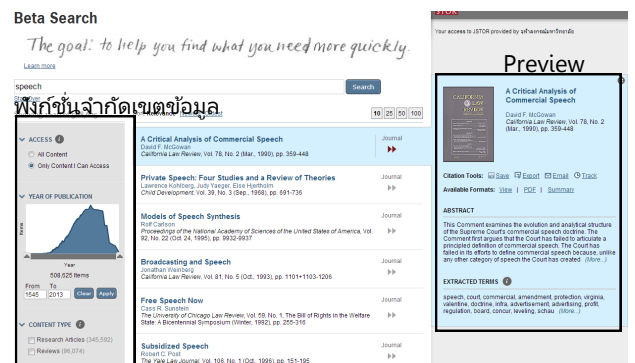 Beta Search
The goal: to help you find what you need more quickly.
Learn more
speech
Search
ฟังก์ชั่นจำกัดเขตข้อมูล
10 25 50 100
ACCESS
All Content
Only Content I Can Access
YEAR OF PUBLICATION
Items
Year
508,625 Items
From To
1545 2013 Clear Apply
CONTENT TYPE
Research Articles (345,592)
Reviews (96,074)
A Critical Analysis of Commercial Speech
David F. McGowan
California Law Review, Vol. 78, No. 2 (Mar., 1990), pp. 359-448
Journal
Private Speech: Four Studies and a Review of Theories
Lawrence Kohlberg, Judy Yaeger, Else Hjertholm
Child Development, Vol. 39, No. 3 (Sep., 1968), pp. 691-736
Journal
Models of Speech Synthesis
Rolf Carlson
Proceedings of the National Academy of Sciences of the United States of America, Vol.
92, No. 22 (Oct. 24, 1995), pp. 9932-9937
Journal
Broadcasting and Speech
Jonathan Weinberg
California Law Review, Vol. 81, No. 5 (Oct., 1993), pp. 1101+1103-1206
Journal
Free Speech Now
Cass R. Sunstein
The University of Chicago Law Review, Vol. 59, No. 1, The Bill of Rights in the Welfare
State: A Bicentennial Symposium (Winter, 1992), pp. 255-316
Journal
Subsidized Speech
Robert C. Post
The Yale Law Journal, Vol. 106, No. 1 (Oct., 1996), pp. 151-195
Journal
JSTOR
Your access to JSTOR provided by จุฬาลงกรณ์มหาวิทยาลัย
Preview
CALIFORNIA
LAW
REVIEW
A Critical Analysis of
Commercial Speech
David F. McGowan
California Law Review, Vol. 78, No. 2
(Mar., 1990), pp. 359-448
Citation Tools: Save Export Email Track
Available Formats: View | PDF | Summary
ABSTRACT
This Comment examines the evolution and analytical structure
of the Supreme Court's commercial speech doctrine. The
Comment first argues that the Court has failed to articulate a
principled definition of commercial speech. The Court has
failed in its efforts to define commercial speech because, unlike
any other category of speech the Court has created (More...)
EXTRACTED TERMS
speech, court, commercial, amendment, protection, virginia,
valentine, doctrine, infra, advertisement, advertising, profit,
regulation, board, concur, leveling, schau (More...)